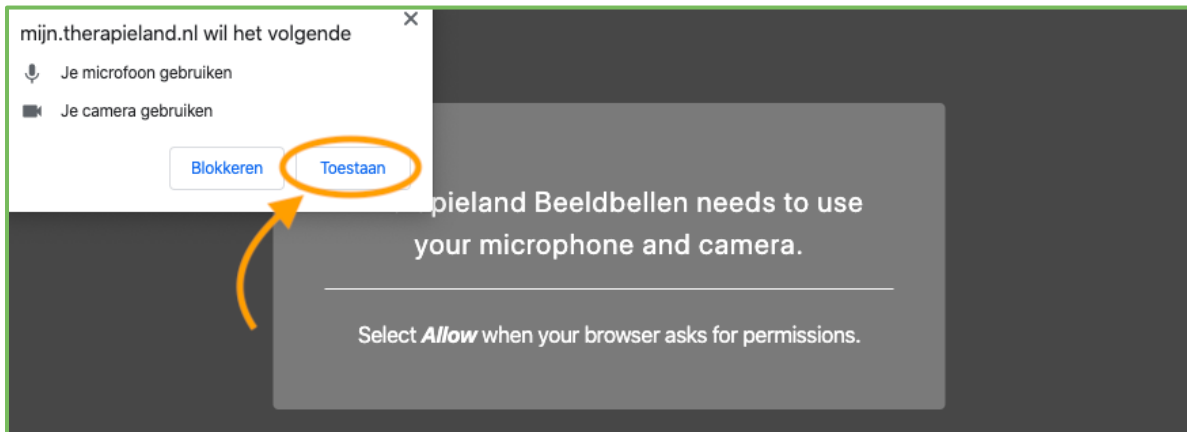 mijn.therapieland.nl wil het volgende
Je microfoon gebruiken
Je camera gebruiken
Blokkeren
Toestaan
Beeldbellen needs to use
your microphone and camera.
Select Allow when your browser asks for permissions.